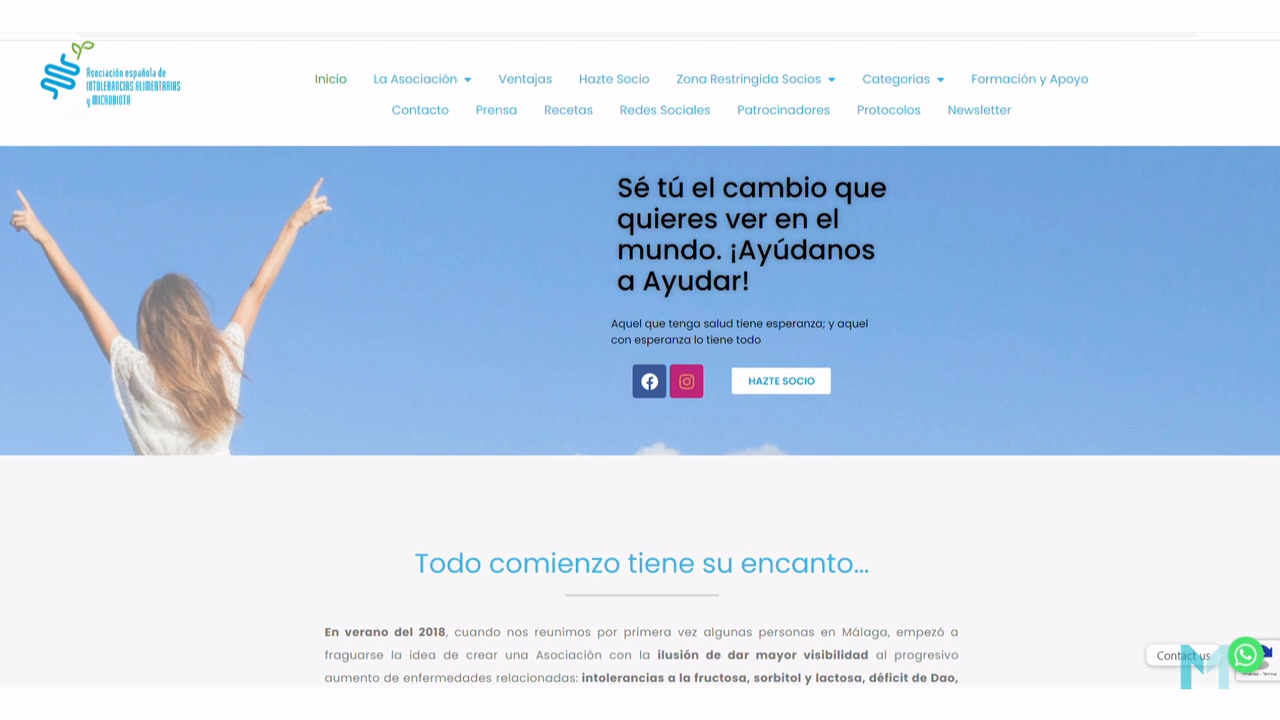 Asociación española de
INTOLERANCIAS ALIMENTARIAS
y MICROBIOTA
Inicio La Asociación Ventajas Hazte Socio Zona Restringida Socios Categorías Formación y Apoyo
Contacto Prensa Recetas Redes Sociales Patrocinadores Protocolos Newsletter
Sé tú el cambio que
quieres ver en el
mundo. ¡Ayúdanos
a Ayudar!
Aquel que tenga salud tiene esperanza; y aquel
con esperanza lo tiene todo
HAZTE SOCIO
Todo comienzo tiene su encanto...
En verano del 2018, cuando nos reunimos por primera vez algunas personas en Málaga, empezó a
fraguarse la idea de crear una Asociación con la ilusión de dar mayor visibilidad al progresivo
aumento de enfermedades relacionadas: intolerancias a la fructosa, sorbitol y lactosa, déficit de Dao,
Contact us
M